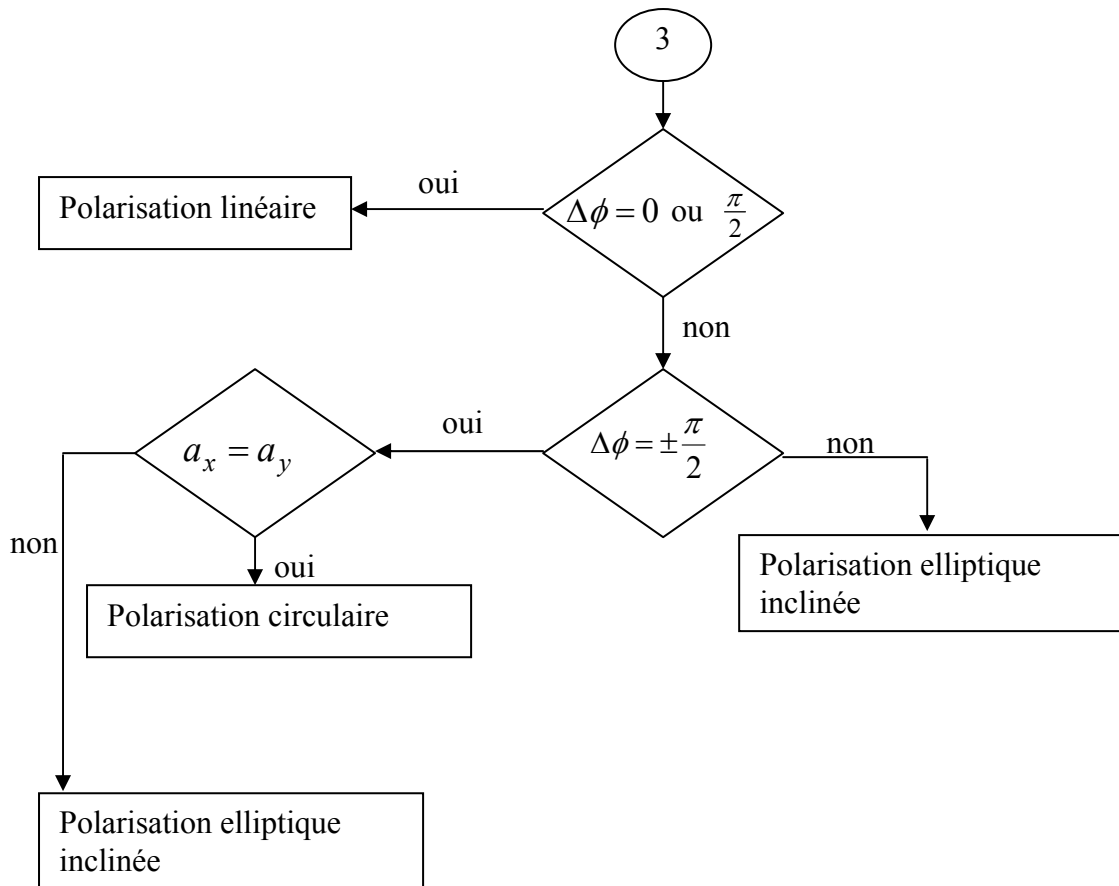 3
oui
Polarisation linéaire
Δϕ = 0 ou π/2
non
oui
a_x = a_y
Δϕ = ± π/2
non
non
oui
Polarisation circulaire
Polarisation elliptique
inclinée
Polarisation elliptique
inclinée